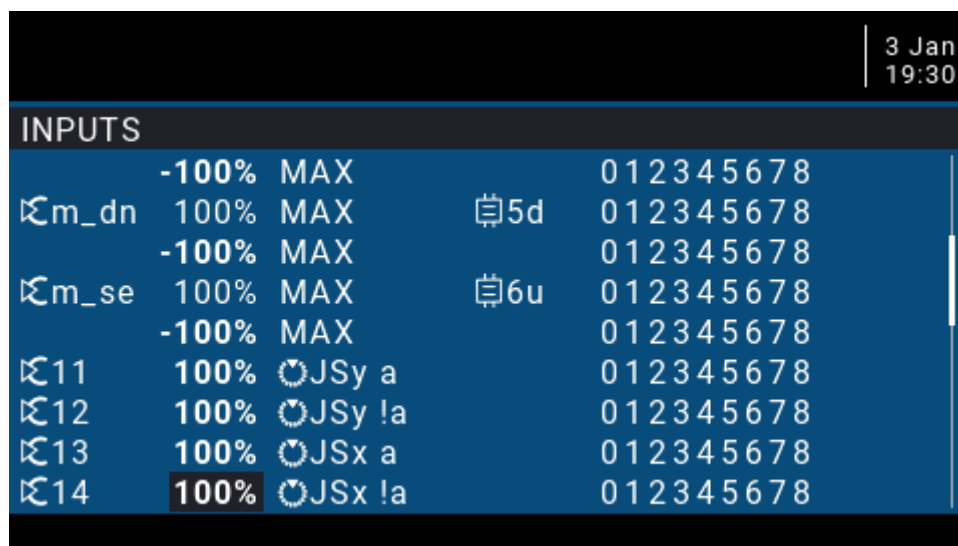 3 Jan
19:30
INPUTS
-100% MAX 012345678
m_dn 100% MAX 5d 012345678
-100% MAX 012345678
m_se 100% MAX 6u 012345678
-100% MAX 012345678
11 100% JSy a 012345678
12 100% JSy !a 012345678
13 100% JSx a 012345678
14 100% JSx !a 012345678